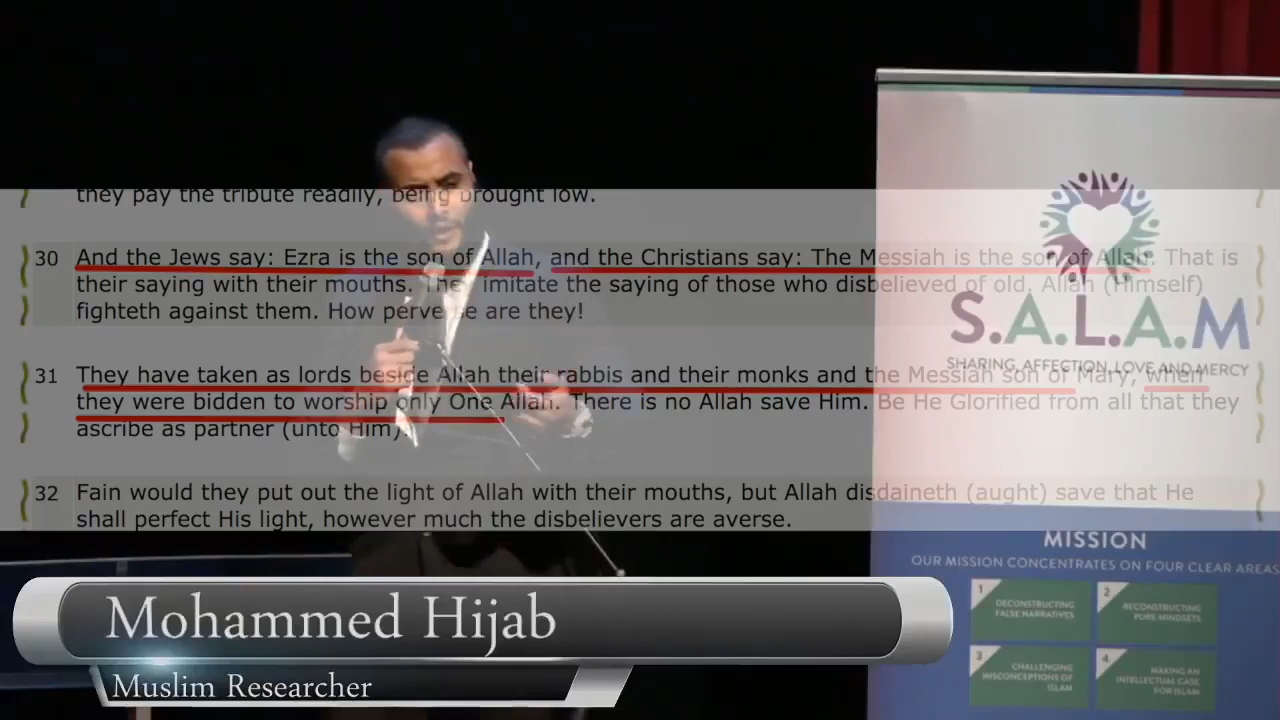 they pay the tribute readily, being brought low.
30 And the Jews say: Ezra is the son of Allah, and the Christians say: The Messiah is the son of Allah. That is
their saying with their mouths. They imitate the saying of those who disbelieved of old. Allah (Himself)
fighteth against them. How perverse are they!
31 They have taken as lords beside Allah their rabbis and their monks and the Messiah son of Mary, when
they were bidden to worship only One Allah. There is no Allah save Him. Be He Glorified from all that they
ascribe as partner (unto Him).
32 Fain would they put out the light of Allah with their mouths, but Allah disdaineth (aught) save that He
shall perfect His light, however much the disbelievers are averse.
S.A.L.A.M
SHARING, AFFECTION, LOVE AND MERCY
MISSION
OUR MISSION CONCENTRATES ON FOUR CLEAR AREAS
1
DECONSTRUCTING
FALSE NARRATIVES
2
RECONSTRUCTING
PURE MINDSETS
3
CHALLENGING
MISCONCEPTIONS OF
ISLAM
4
MAKING AN
INTELLECTUAL CASE
FOR ISLAM
Mohammed Hijab
Muslim Researcher